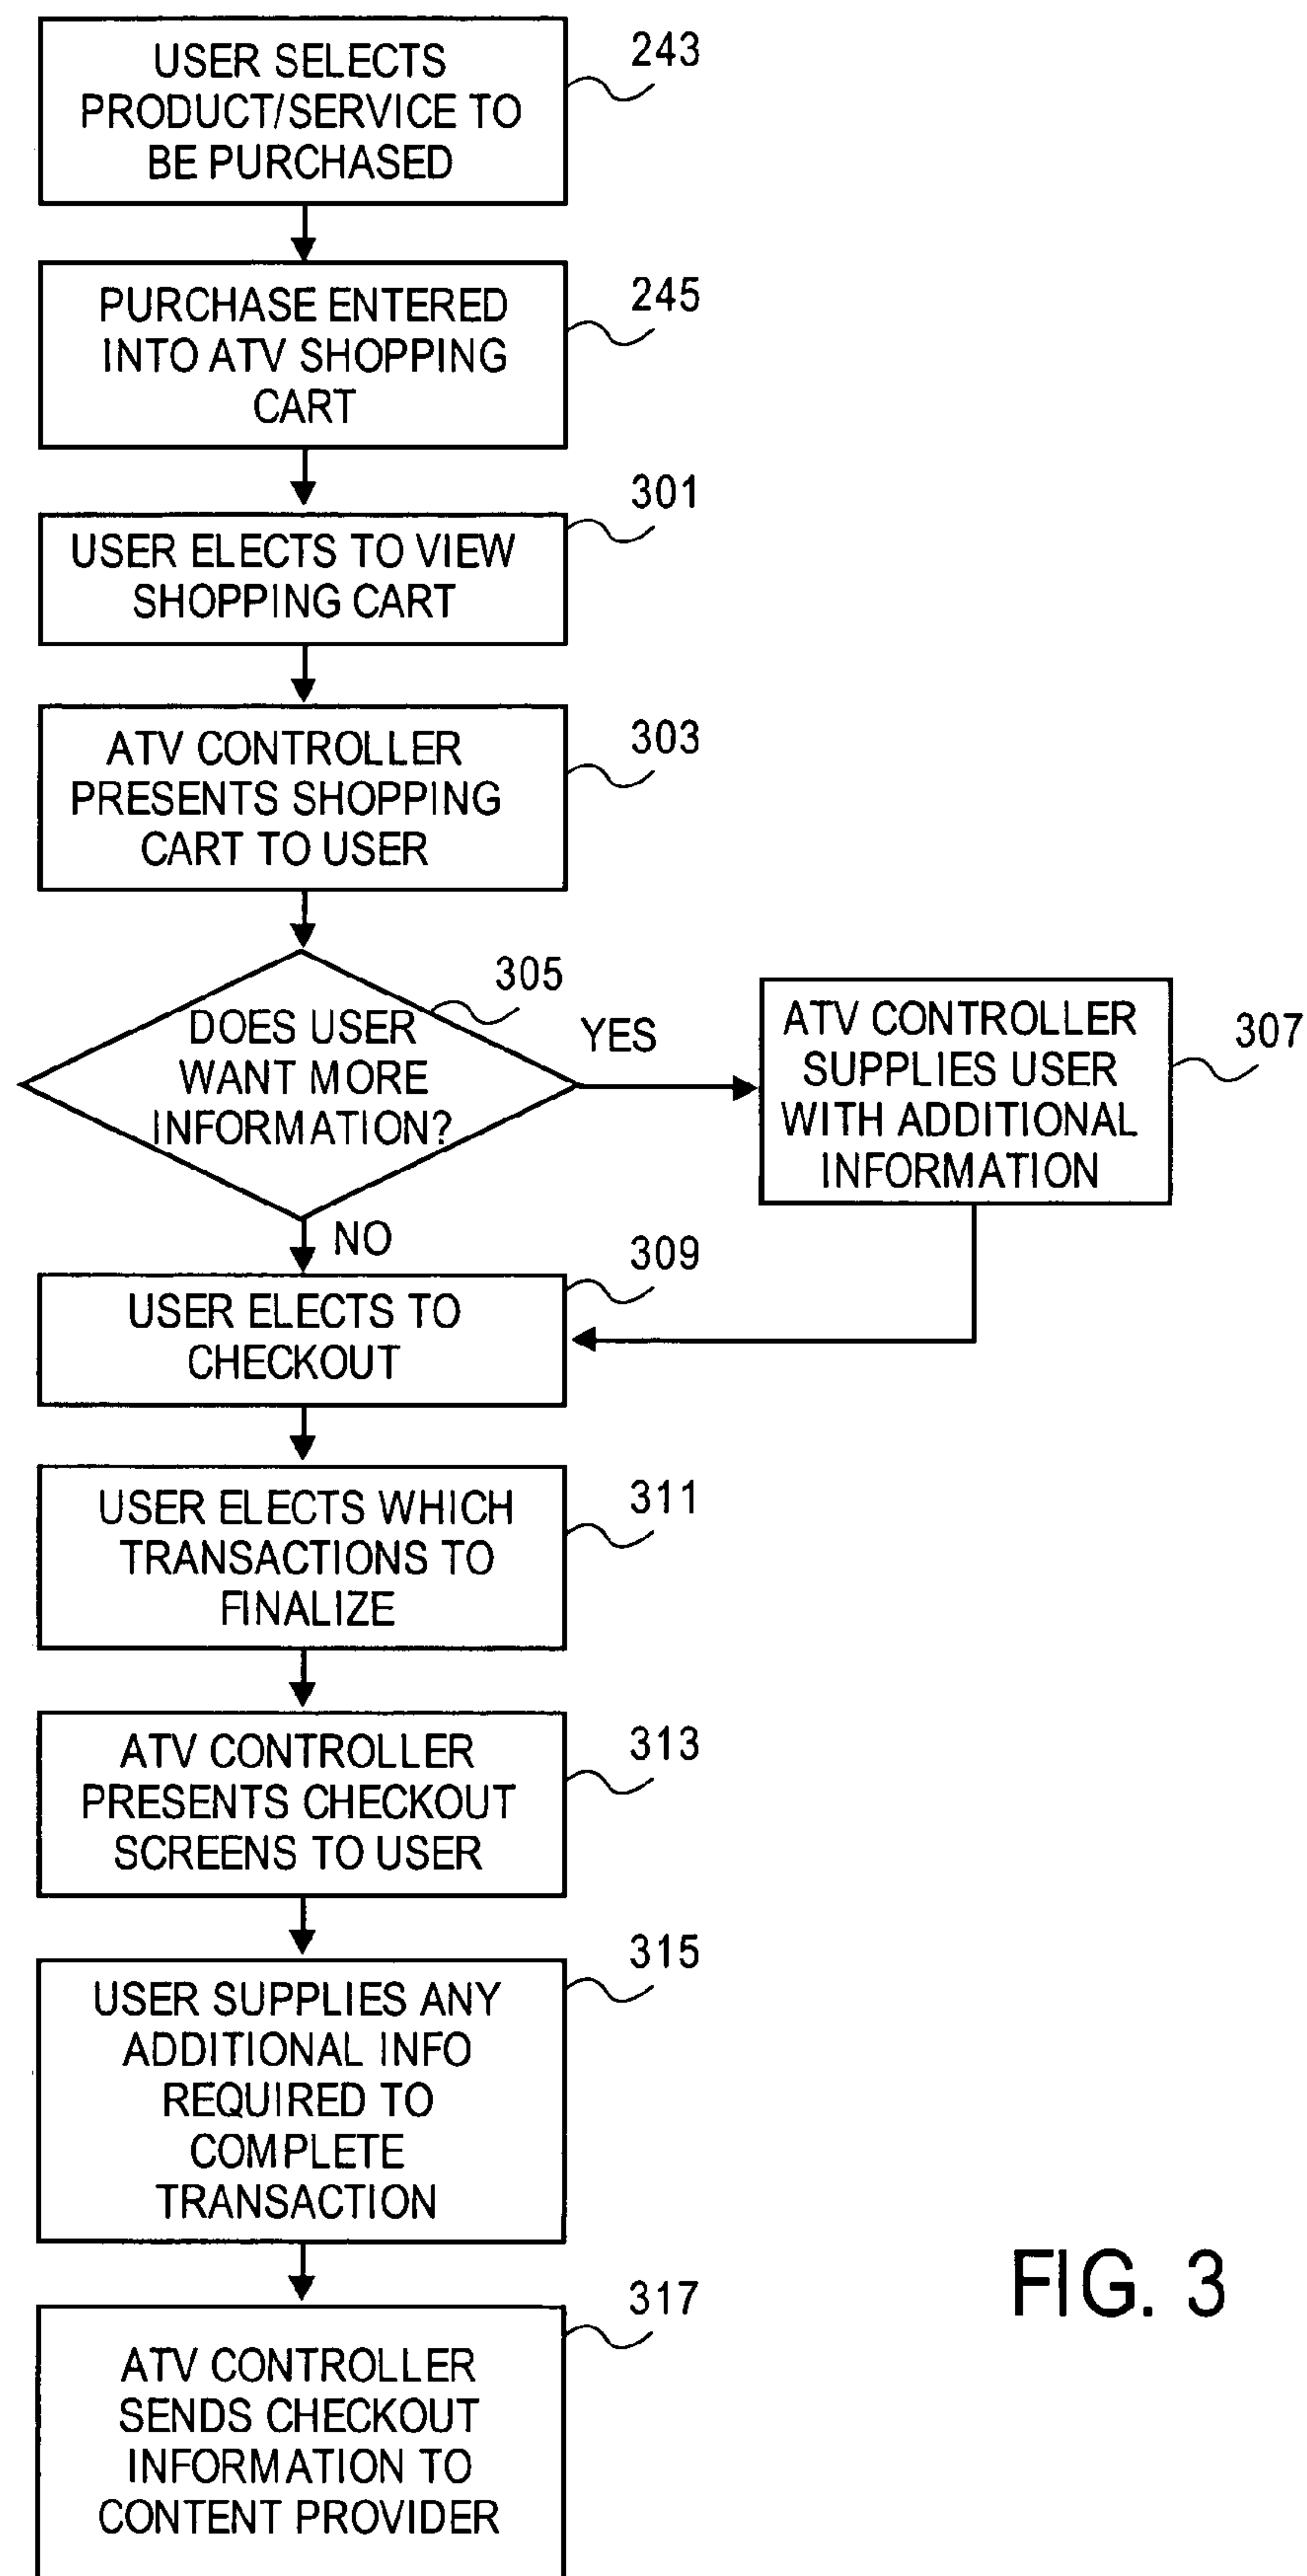 USER SELECTS
PRODUCT/SERVICE TO
BE PURCHASED
243
PURCHASE ENTERED
INTO ATV SHOPPING
CART
245
USER ELECTS TO VIEW
SHOPPING CART
301
ATV CONTROLLER
PRESENTS SHOPPING
CART TO USER
303
DOES USER
WANT MORE
INFORMATION?
305
YES
ATV CONTROLLER
SUPPLIES USER
WITH ADDITIONAL
INFORMATION
307
NO
USER ELECTS TO
CHECKOUT
309
USER ELECTS WHICH
TRANSACTIONS TO
FINALIZE
311
ATV CONTROLLER
PRESENTS CHECKOUT
SCREENS TO USER
313
USER SUPPLIES ANY
ADDITIONAL INFO
REQUIRED TO
COMPLETE
TRANSACTION
315
ATV CONTROLLER
SENDS CHECKOUT
INFORMATION TO
CONTENT PROVIDER
317
FIG. 3